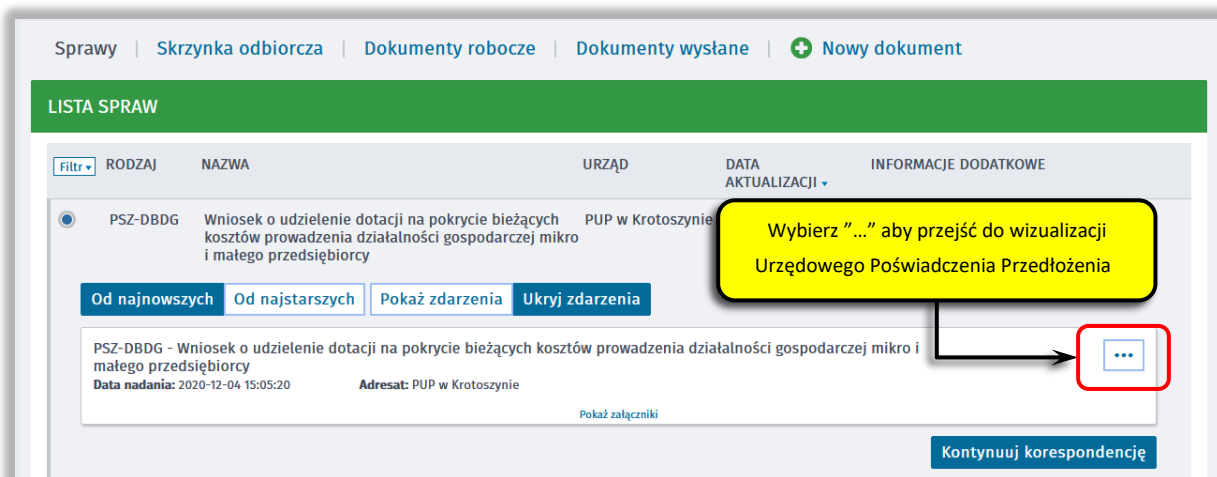 Sprawy | Skrzynka odbiorcza | Dokumenty robocze | Dokumenty wysłane | Nowy dokument
LISTA SPRAW
Filtr RODZAJ NAZWA URZĄD DATA INFORMACJE DODATKOWE
AKTUALIZACJI
PSZ-DBDG Wniosek o udzielenie dotacji na pokrycie bieżących PUP w Krotoszynie
kosztów prowadzenia działalności gospodarczej mikro
i małego przedsiębiorcy
Wybierz "..." aby przejść do wizualizacji
Urzędowego Poświadczenia Przedłożenia
Od najnowszych Od najstarszych Pokaż zdarzenia Ukryj zdarzenia
PSZ-DBDG - Wniosek o udzielenie dotacji na pokrycie bieżących kosztów prowadzenia działalności gospodarczej mikro i
małego przedsiębiorcy
...
Data nadania: 2020-12-04 15:05:20 Adresat: PUP w Krotoszynie
Pokaż załączniki
Kontynuuj korespondencję